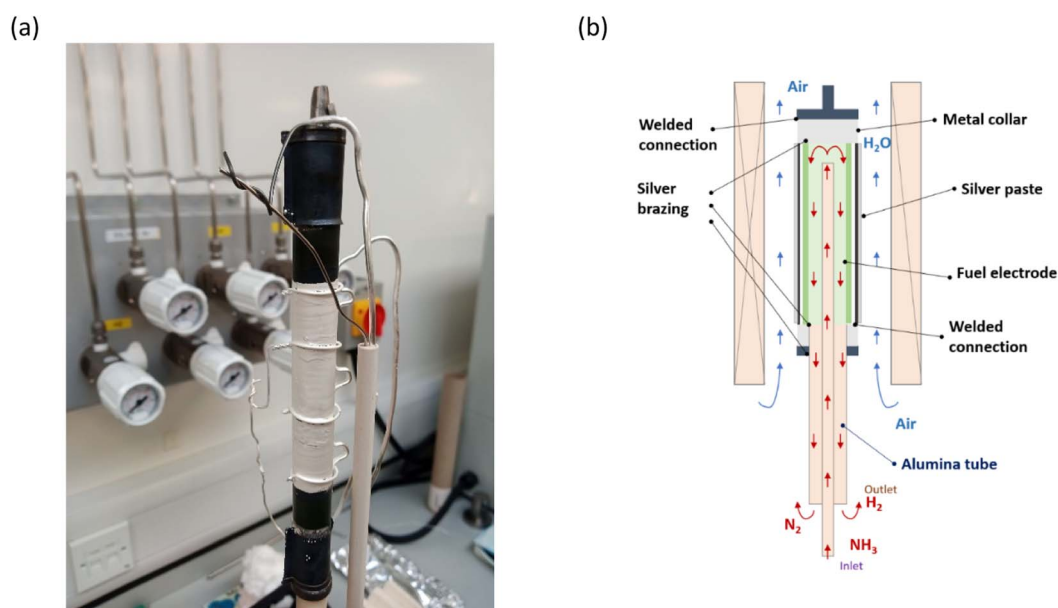 (a)
(b)
Air
Welded
connection
Metal collar
H₂O
Silver
brazing
Silver paste
Fuel electrode
Welded
connection
Air
Alumina tube
Outlet
H₂
N₂
NH₃
Inlet